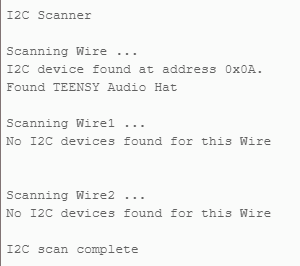 I2C Scanner
Scanning Wire ...
I2C device found at address 0x0A.
Found TEENSY Audio Hat
Scanning Wire1 ...
No I2C devices found for this Wire
Scanning Wire2 ...
No I2C devices found for this Wire
I2C scan complete